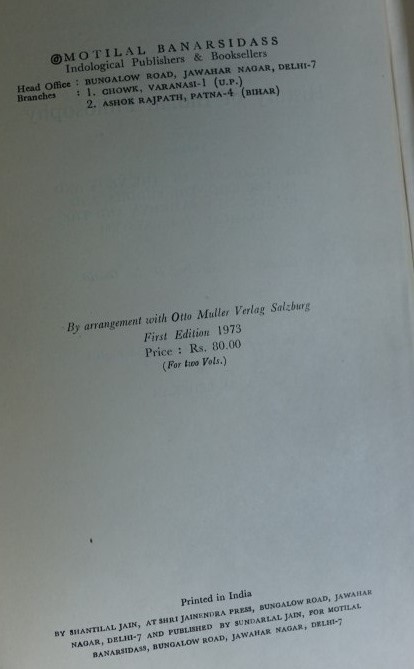 ©MOTILAL BANARSIDASS
Indological Publishers & Booksellers
Head Office : BUNGALOW ROAD, JAWAHAR NAGAR, DELHI-7
Branches : 1. CHOWK, VARANASI-1 (U.P.)
2. ASHOK RAJPATH, PATNA-4 (BIHAR)
By arrangement with Otto Muller Verlag Salzburg
First Edition 1973
Price : Rs. 80.00
(For two Vols.)
Printed in India
BY SHANTILAL JAIN, AT SHRI JAINENDRA PRESS, BUNGALOW ROAD, JAWAHAR
NAGAR, DELHI-7 AND PUBLISHED BY SUNDARLAL JAIN, FOR MOTILAL
BANARSIDASS, BUNGALOW ROAD, JAWAHAR NAGAR, DELHI-7